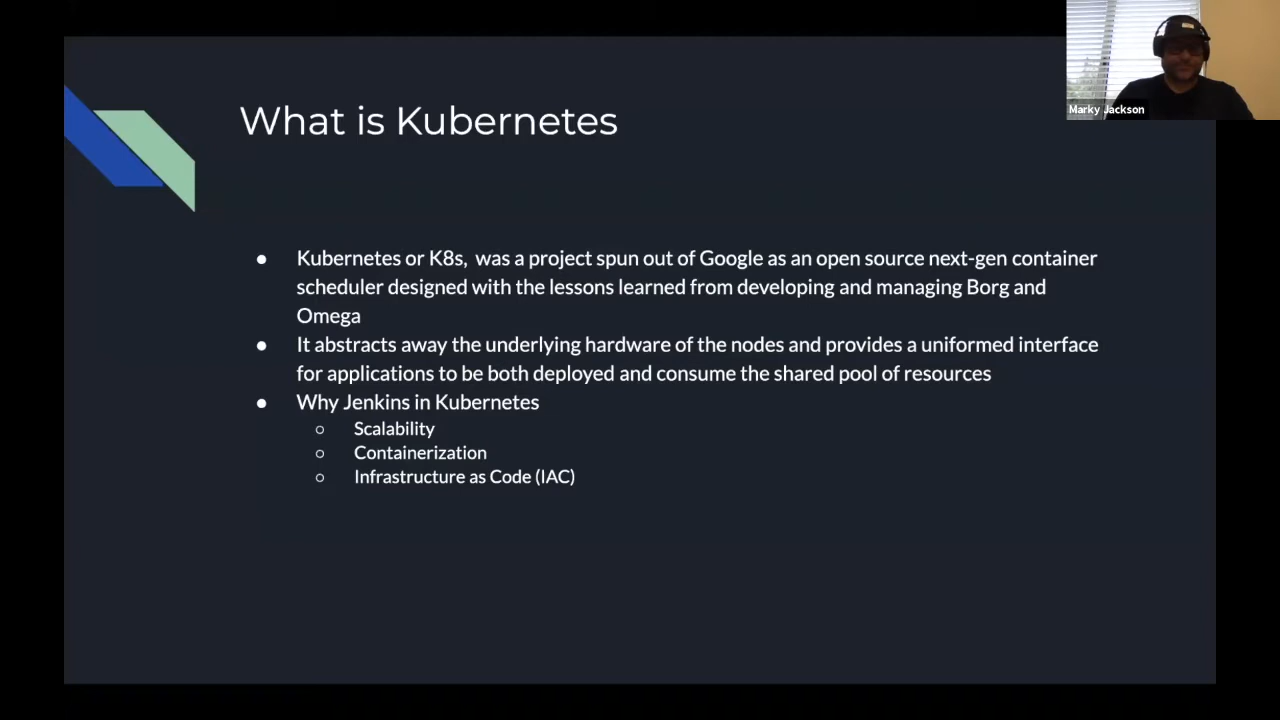 What is Kubernetes
Marky Jackson
● Kubernetes or K8s, was a project spun out of Google as an open source next-gen container
scheduler designed with the lessons learned from developing and managing Borg and
Omega
● It abstracts away the underlying hardware of the nodes and provides a uniformed interface
for applications to be both deployed and consume the shared pool of resources
● Why Jenkins in Kubernetes
○ Scalability
○ Containerization
○ Infrastructure as Code (IAC)